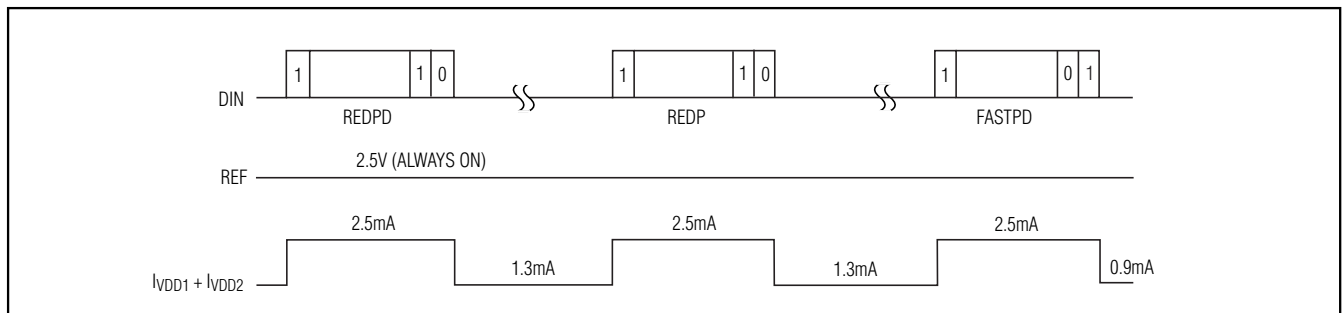 1 1 0 1 1 0 1 0 1
DIN
REDPD REDP FASTPD
2.5V (ALWAYS ON)
REF
2.5mA 2.5mA 2.5mA
1.3mA 1.3mA 0.9mA
IVDD1 + IVDD2